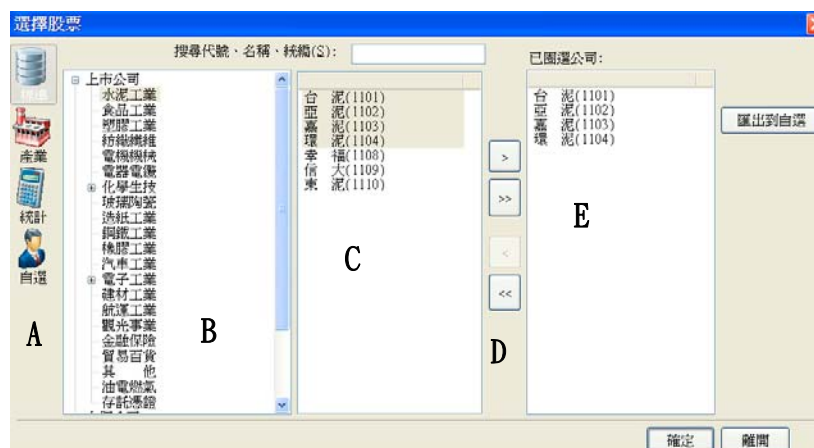 選擇股票
搜尋代號、名稱、統編(S):
已圈選公司:
產業
統計
自選
A
上市公司
水泥工業
食品工業
塑膠工業
紡織纖維
電機機械
電器電纜
化學生技
玻璃陶瓷
造紙工業
鋼鐵工業
橡膠工業
汽車工業
電子工業
建材工業
航運工業
觀光事業
金融保險
貿易百貨
其 他
油電燃氣
存託憑證
B
台 泥(1101)
亞 泥(1102)
嘉 泥(1103)
環 泥(1104)
幸 福(1108)
信 大(1109)
東 泥(1110)
C
>
>>
<
<<
D
台 泥(1101)
亞 泥(1102)
嘉 泥(1103)
環 泥(1104)
E
匯出到自選
確定
離開